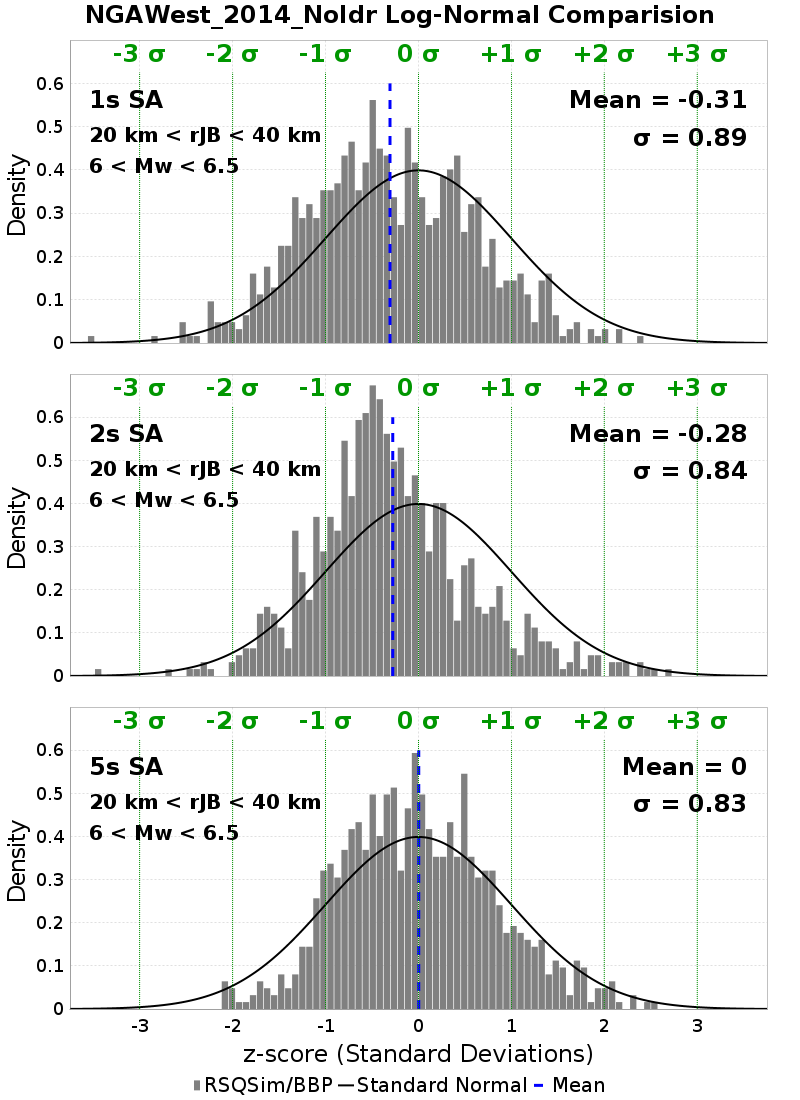 NGAWest_2014_NoIdr Log-Normal Comparision
-3 σ -2 σ -1 σ 0 σ +1 σ +2 σ +3 σ
1s SA
20 km < rJB < 40 km
6 < Mw < 6.5
Mean = -0.31
σ = 0.89
Density
0.6
0.5
0.4
0.3
0.2
0.1
0
-3 σ -2 σ -1 σ 0 σ +1 σ +2 σ +3 σ
2s SA
20 km < rJB < 40 km
6 < Mw < 6.5
Mean = -0.28
σ = 0.84
Density
0.6
0.5
0.4
0.3
0.2
0.1
0
-3 σ -2 σ -1 σ 0 σ +1 σ +2 σ +3 σ
5s SA
20 km < rJB < 40 km
6 < Mw < 6.5
Mean = 0
σ = 0.83
Density
0.6
0.5
0.4
0.3
0.2
0.1
0
-3 -2 -1 0 1 2 3
z-score (Standard Deviations)
RSQSim/BBP Standard Normal Mean